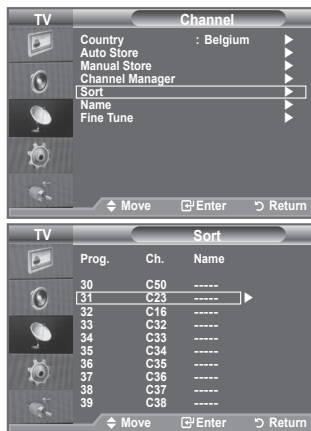 TV Channel
Country : Belgium ▶
Auto Store ▶
Manual Store ▶
Channel Manager ▶
Sort ▶
Name ▶
Fine Tune ▶
Move Enter Return
TV Sort
Prog. Ch. Name
30 C50 -----
31 C23 ----- ▶
32 C16 -----
33 C32 -----
34 C33 -----
35 C34 -----
36 C35 -----
37 C36 -----
38 C37 -----
39 C38 -----
Move Enter Return